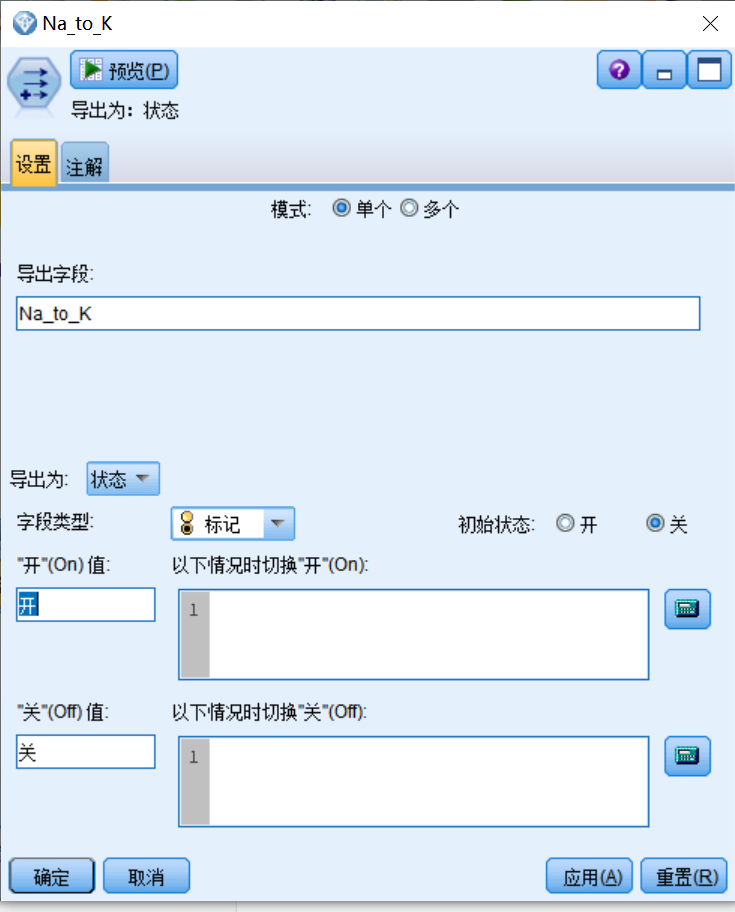 Na_to_K
预览(P)
导出为：状态
设置 注解
模式: 单个 多个
导出字段:
Na_to_K
导出为: 状态
字段类型: 标记 初始状态: 开 关
"开"(On) 值: 以下情况时切换"开"(On):
开 1
"关"(Off) 值: 以下情况时切换"关"(Off):
关 1
确定 取消 应用(A) 重置(R)